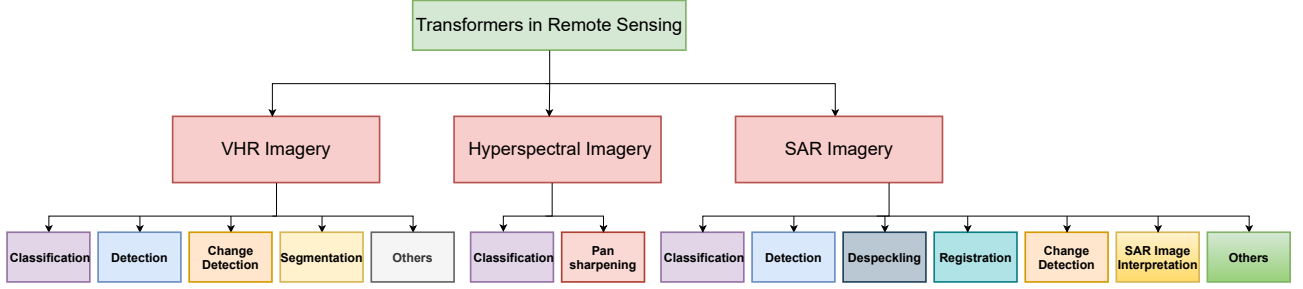 Transformers in Remote Sensing
VHR Imagery
Hyperspectral Imagery
SAR Imagery
Classification
Detection
Change
Detection
Segmentation
Others
Classification
Pan
sharpening
Classification
Detection
Despeckling
Registration
Change
Detection
SAR Image
Interpretation
Others